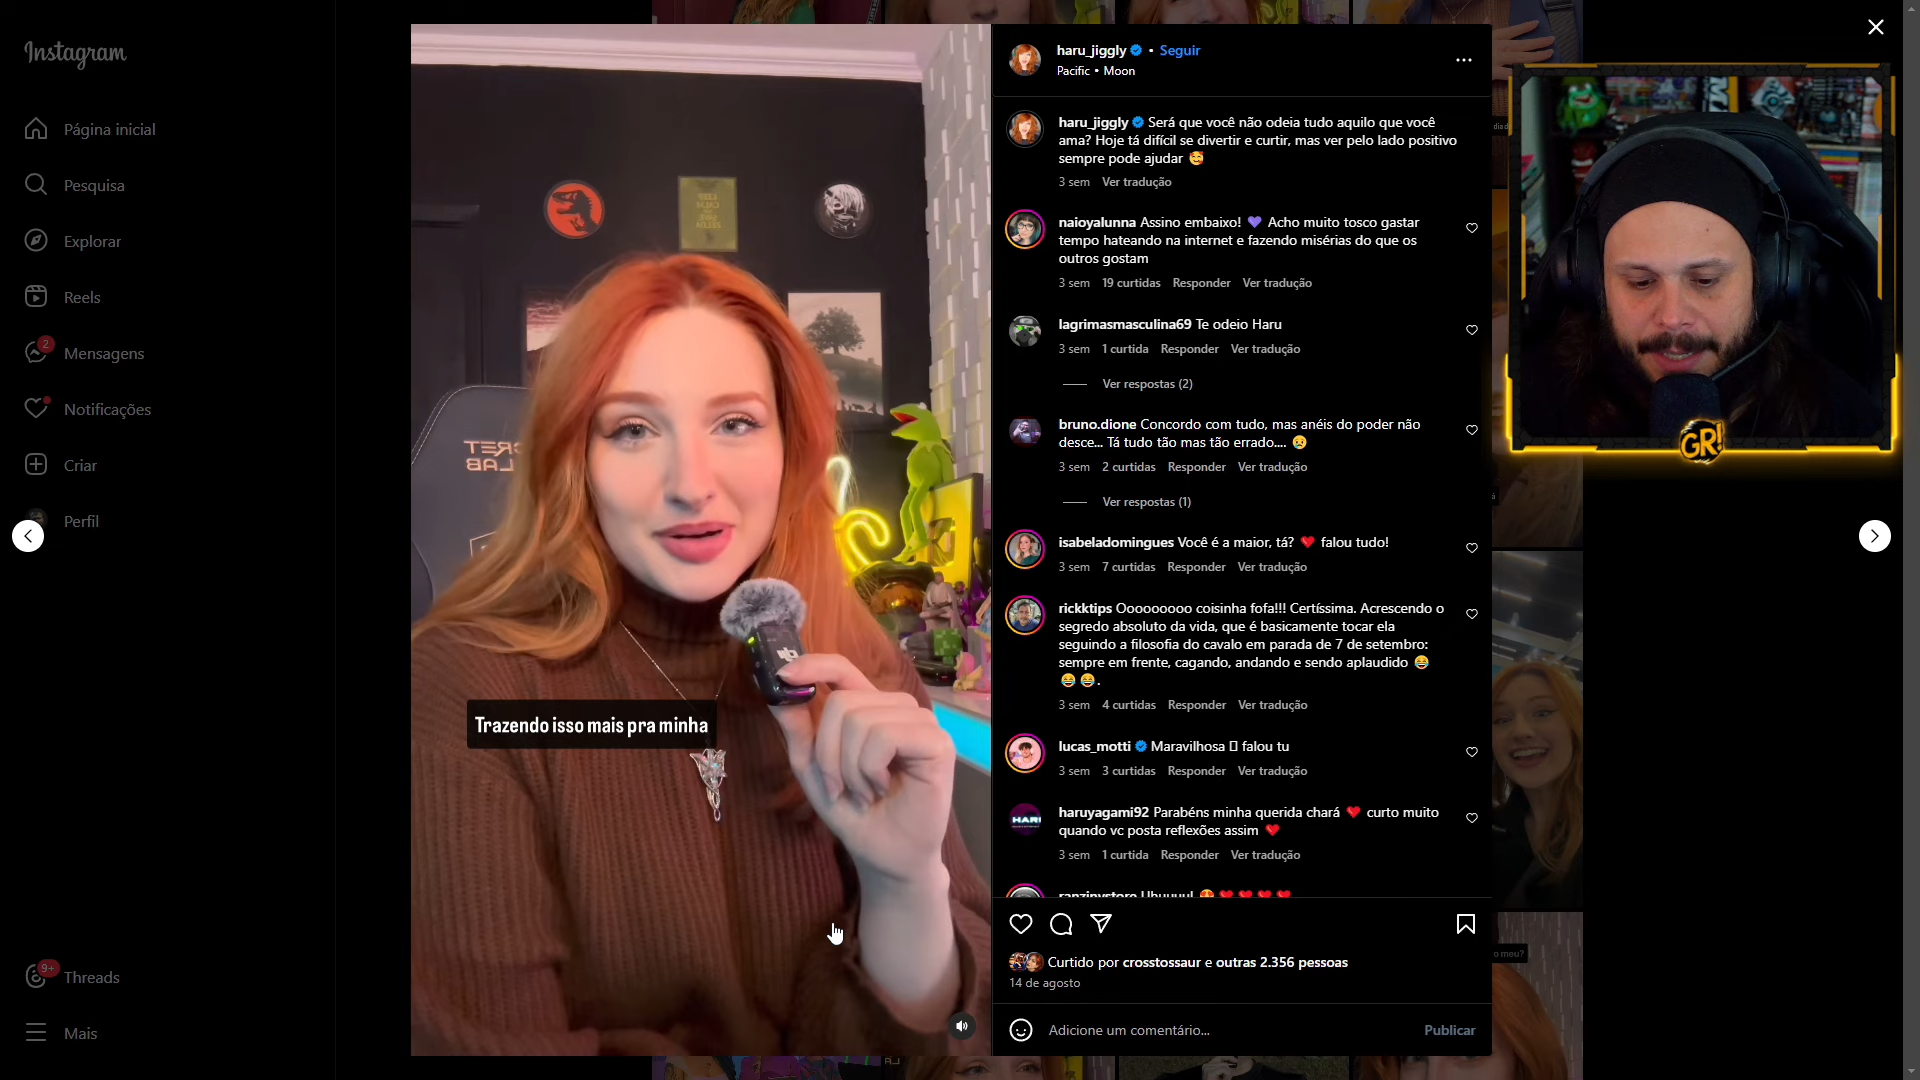 Instagram
Página inicial
Pesquisa
Explorar
Reels
2
Mensagens
Notificações
Criar
Perfil
9+
Threads
Mais
Trazendo isso mais pra minha
haru_jiggly • Seguir
Pacific • Moon
haru_jiggly Será que você não odeia tudo aquilo que você
ama? Hoje tá difícil se divertir e curtir, mas ver pelo lado positivo
sempre pode ajudar 🥰
3 sem Ver tradução
naioyalunna Assino embaixo! 💜 Acho muito tosco gastar
tempo hateando na internet e fazendo misérias do que os
outros gostam
3 sem 19 curtidas Responder Ver tradução
lagrimasmasculina69 Te odeio Haru
3 sem 1 curtida Responder Ver tradução
Ver respostas (2)
bruno.dione Concordo com tudo, mas anéis do poder não
desce... Tá tudo tão mas tão errado.... 😢
3 sem 2 curtidas Responder Ver tradução
Ver respostas (1)
isabeladomingues Você é a maior, tá? ❤️ falou tudo!
3 sem 7 curtidas Responder Ver tradução
rickktips Ooooooooo coisinha fofa!!! Certíssima. Acrescendo o
segredo absoluto da vida, que é basicamente tocar ela
seguindo a filosofia do cavalo em parada de 7 de setembro:
sempre em frente, cagando, andando e sendo aplaudido 😂
😂😂.
3 sem 4 curtidas Responder Ver tradução
lucas_motti Maravilhosa falou tu
3 sem 3 curtidas Responder Ver tradução
haruyagami92 Parabéns minha querida chará ❤️ curto muito
quando vc posta reflexões assim ❤️
3 sem 1 curtida Responder Ver tradução
Curtido por crosstossaur e outras 2.356 pessoas
14 de agosto
Adicione um comentário...
Publicar
GR!